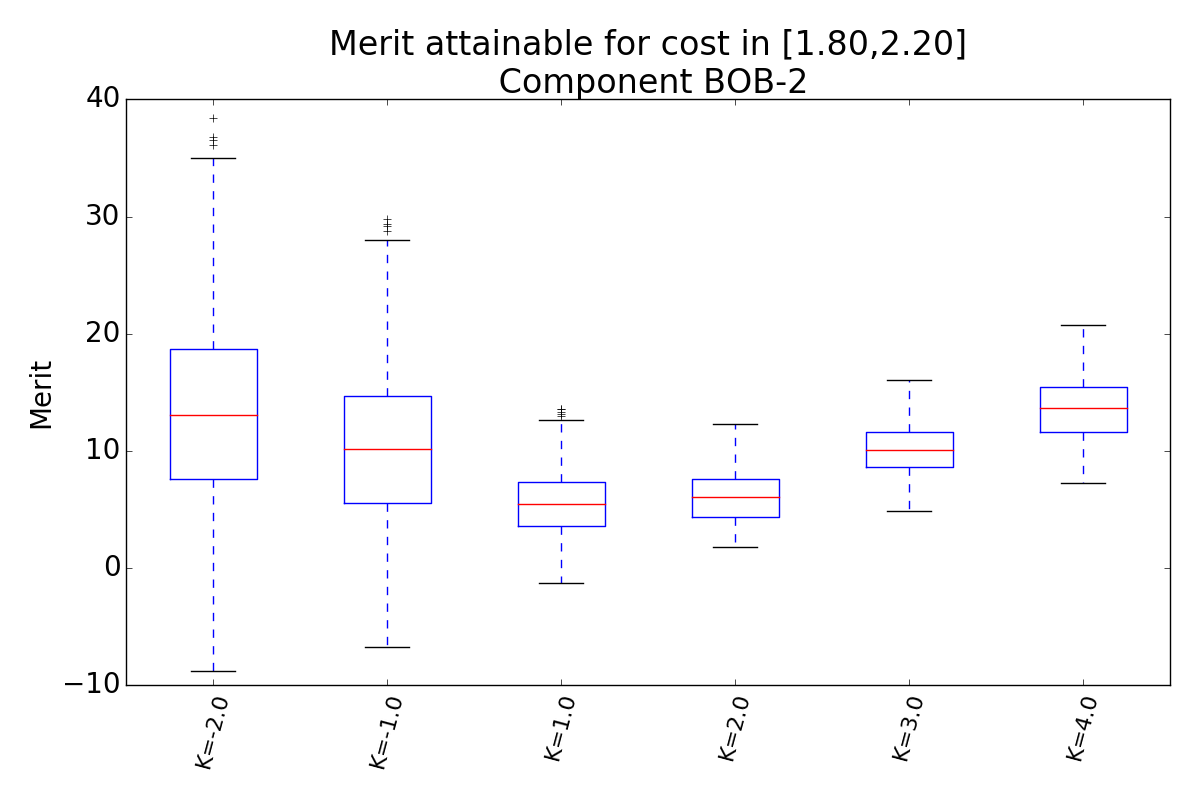 Merit attainable for cost in [1.80,2.20]
Component BOB-2
40
30
20
10
0
−10
Merit
K=-2.0
K=-1.0
K=1.0
K=2.0
K=3.0
K=4.0